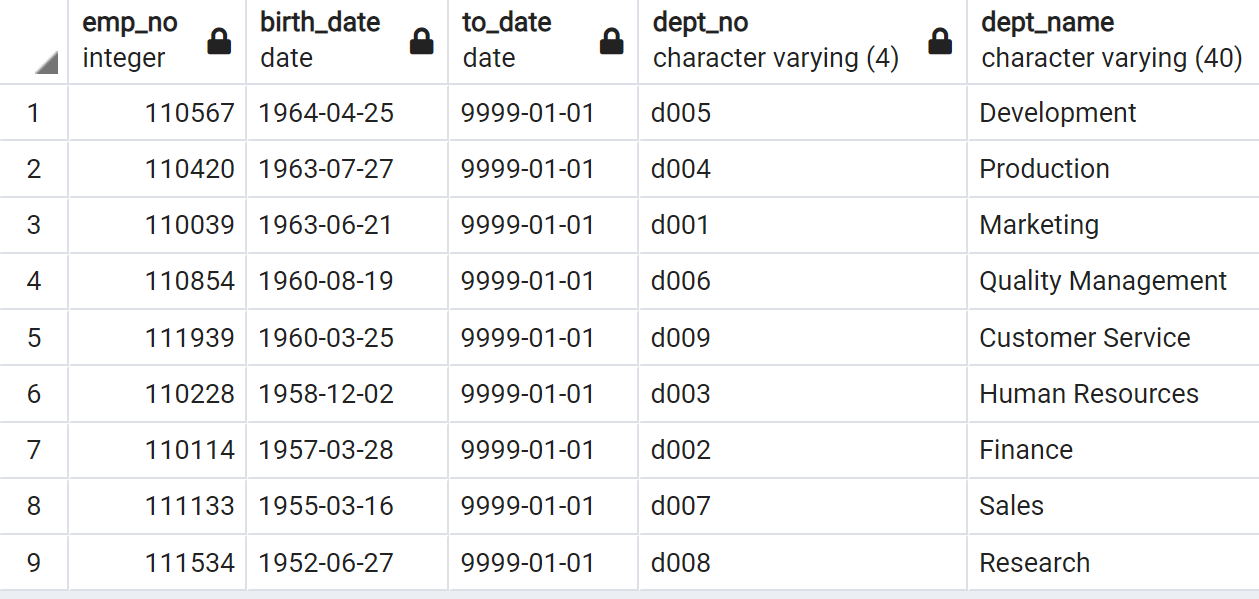 emp_no birth_date to_date dept_no dept_name
integer date date character varying (4) character varying (40)
1 110567 1964-04-25 9999-01-01 d005 Development
2 110420 1963-07-27 9999-01-01 d004 Production
3 110039 1963-06-21 9999-01-01 d001 Marketing
4 110854 1960-08-19 9999-01-01 d006 Quality Management
5 111939 1960-03-25 9999-01-01 d009 Customer Service
6 110228 1958-12-02 9999-01-01 d003 Human Resources
7 110114 1957-03-28 9999-01-01 d002 Finance
8 111133 1955-03-16 9999-01-01 d007 Sales
9 111534 1952-06-27 9999-01-01 d008 Research